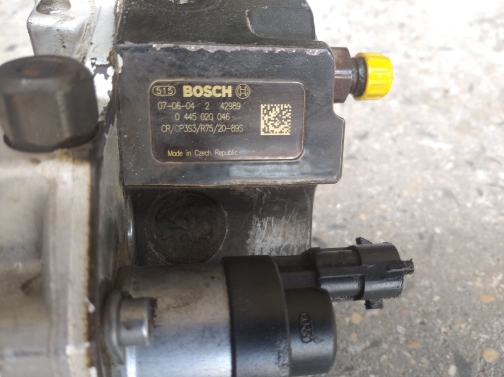 515 BOSCH
07-06-04 2 42989
0 445 020 046
CR/CP3S3/R75/20-89S
Made in Czech Republic